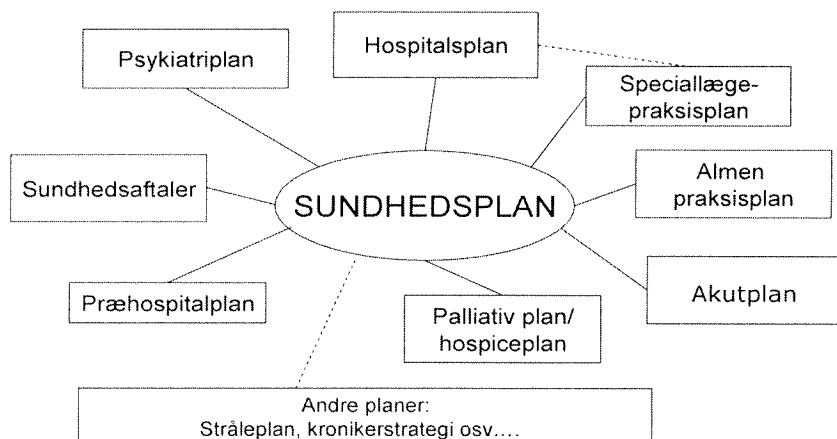 Hospitalsplan
Psykiatriplan
Speciallæge-
praksisplan
Sundhedsaftaler
SUNDHEDSPLAN
Almen
praksisplan
Præhospitalplan
Palliativ plan/
hospiceplan
Akutplan
Andre planer:
Stråleplan, kronikerstrategi osv....